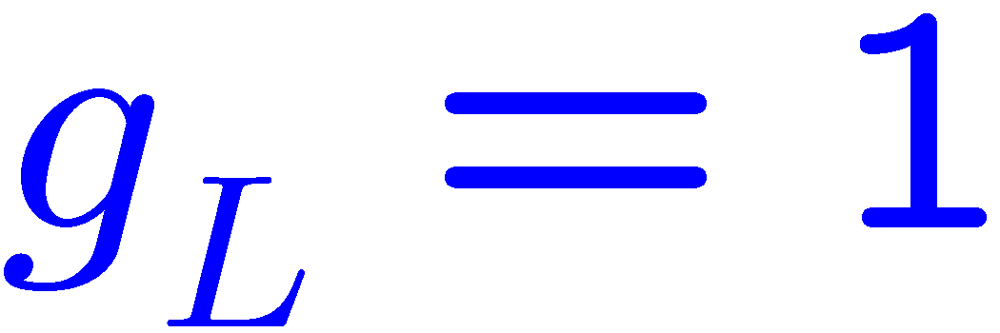 g_L = 1